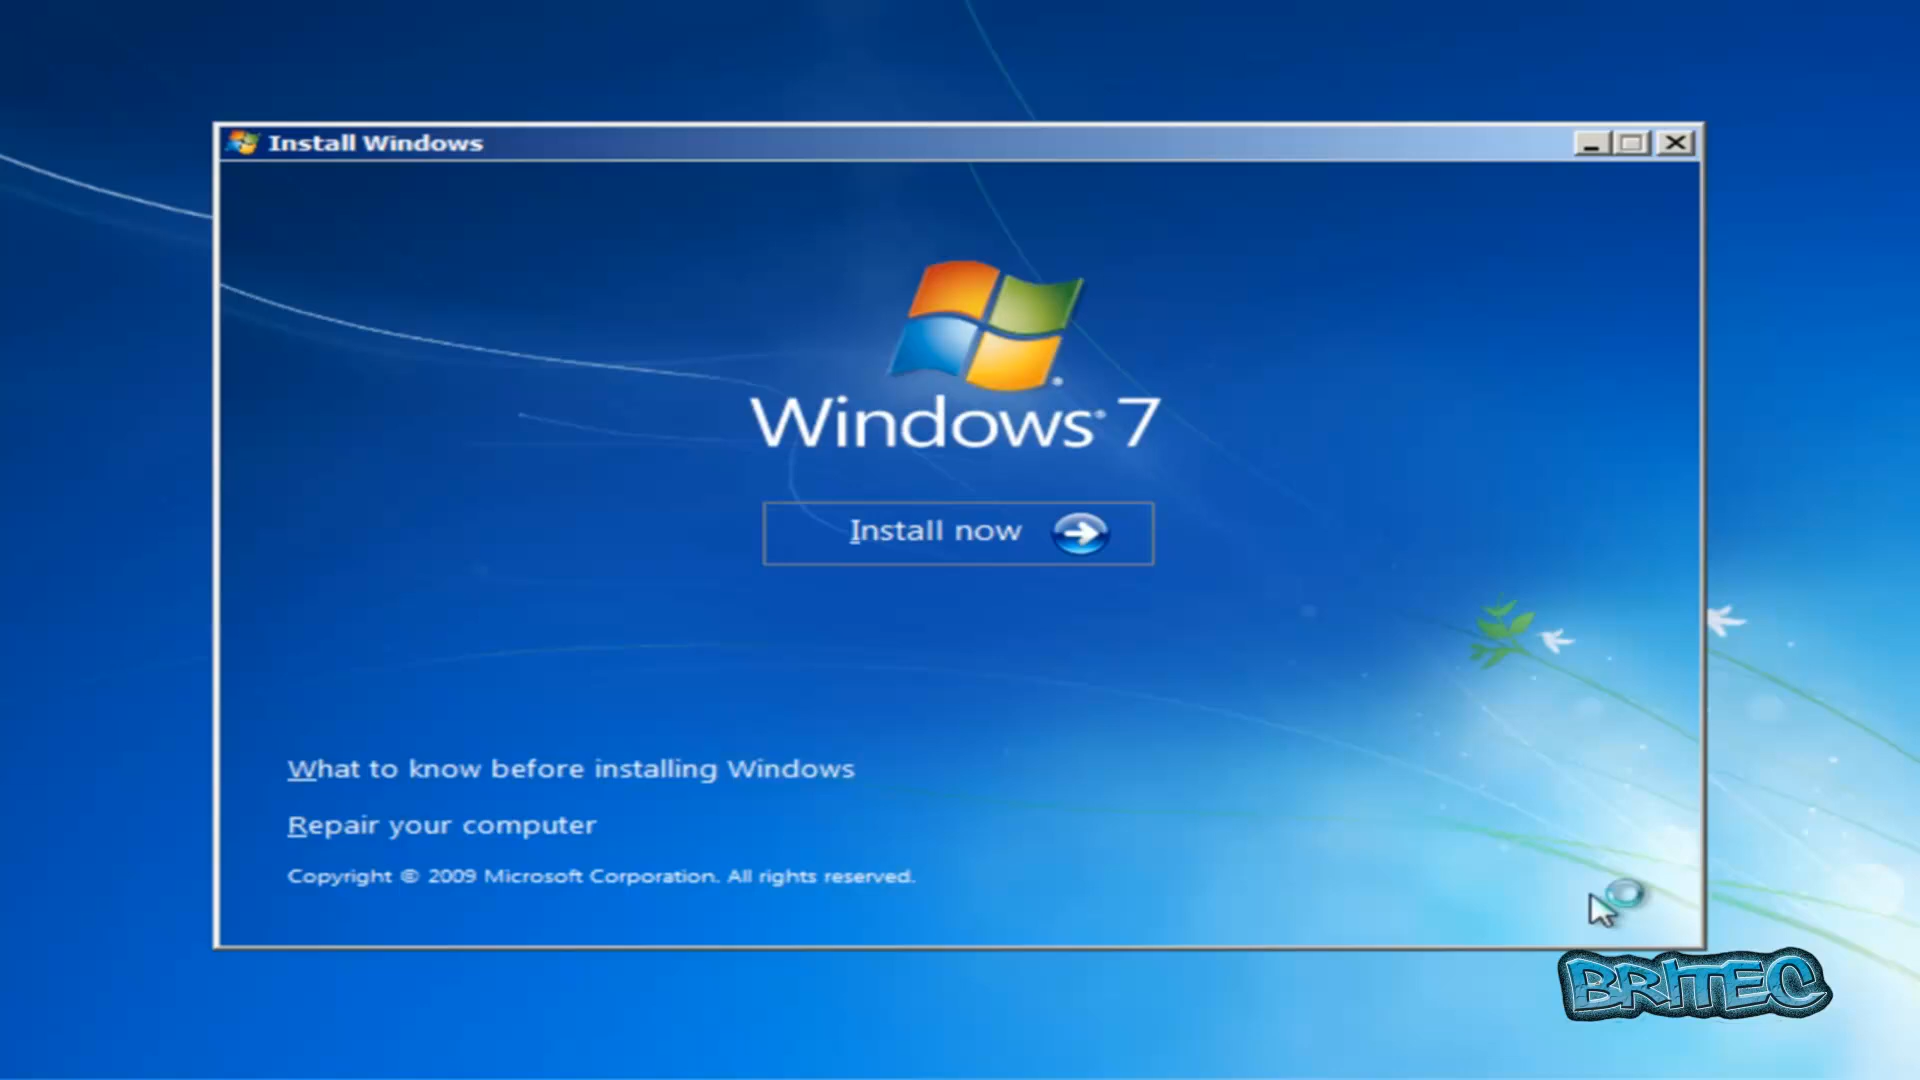 Install Windows
Windows® 7
Install now
What to know before installing Windows
Repair your computer
Copyright © 2009 Microsoft Corporation. All rights reserved.
BRITEC